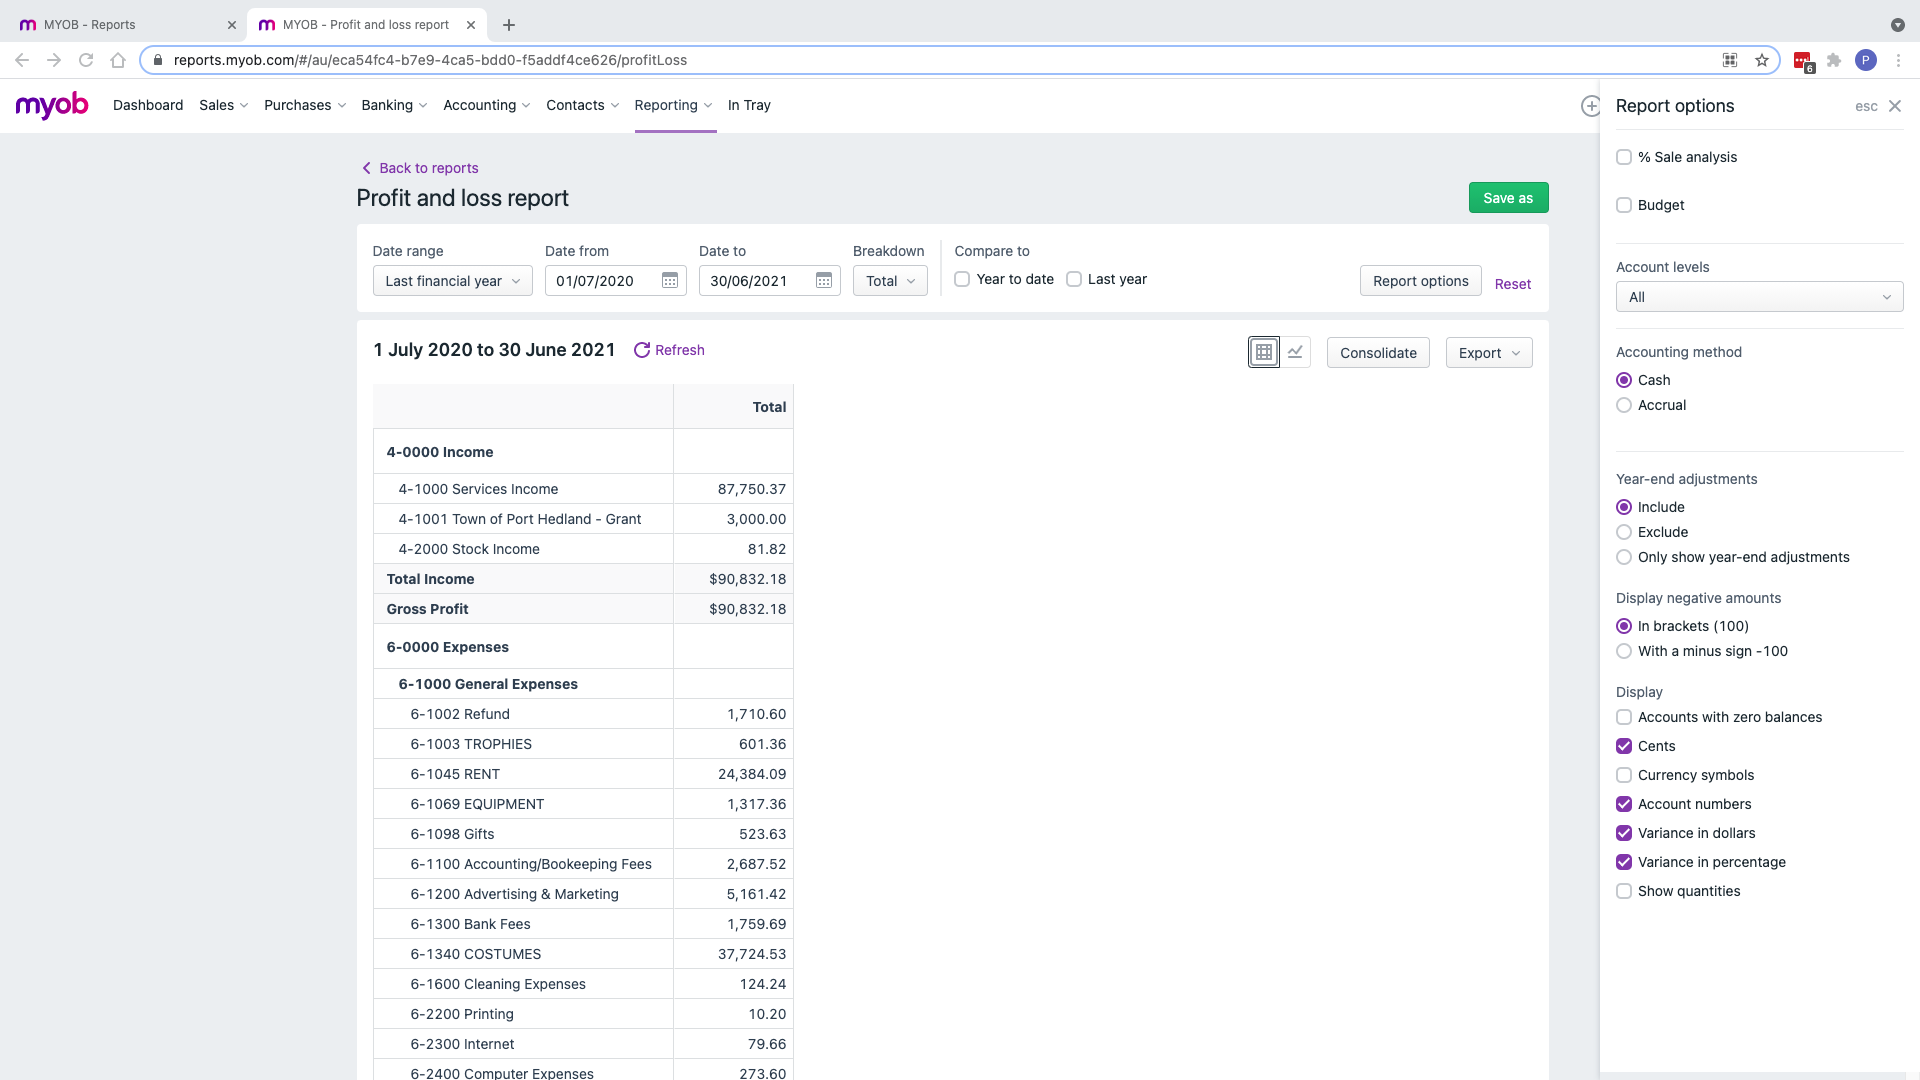 MYOB - Reports
MYOB - Profit and loss report
reports.myob.com/#/au/eca54fc4-b7e9-4ca5-bdd0-f5addf4ce626/profitLoss
6
P
myob
Dashboard Sales Purchases Banking Accounting Contacts Reporting In Tray
Back to reports
Profit and loss report
Save as
Date range Date from Date to Breakdown Compare to
Last financial year 01/07/2020 30/06/2021 Total Year to date Last year Report options Reset
1 July 2020 to 30 June 2021 Refresh Consolidate Export
Total
4-0000 Income
4-1000 Services Income 87,750.37
4-1001 Town of Port Hedland - Grant 3,000.00
4-2000 Stock Income 81.82
Total Income $90,832.18
Gross Profit $90,832.18
6-0000 Expenses
6-1000 General Expenses
6-1002 Refund 1,710.60
6-1003 TROPHIES 601.36
6-1045 RENT 24,384.09
6-1069 EQUIPMENT 1,317.36
6-1098 Gifts 523.63
6-1100 Accounting/Bookeeping Fees 2,687.52
6-1200 Advertising & Marketing 5,161.42
6-1300 Bank Fees 1,759.69
6-1340 COSTUMES 37,724.53
6-1600 Cleaning Expenses 124.24
6-2200 Printing 10.20
6-2300 Internet 79.66
6-2400 Computer Expenses 273.60
Report options esc
% Sale analysis
Budget
Account levels
All
Accounting method
Cash
Accrual
Year-end adjustments
Include
Exclude
Only show year-end adjustments
Display negative amounts
In brackets (100)
With a minus sign -100
Display
Accounts with zero balances
Cents
Currency symbols
Account numbers
Variance in dollars
Variance in percentage
Show quantities